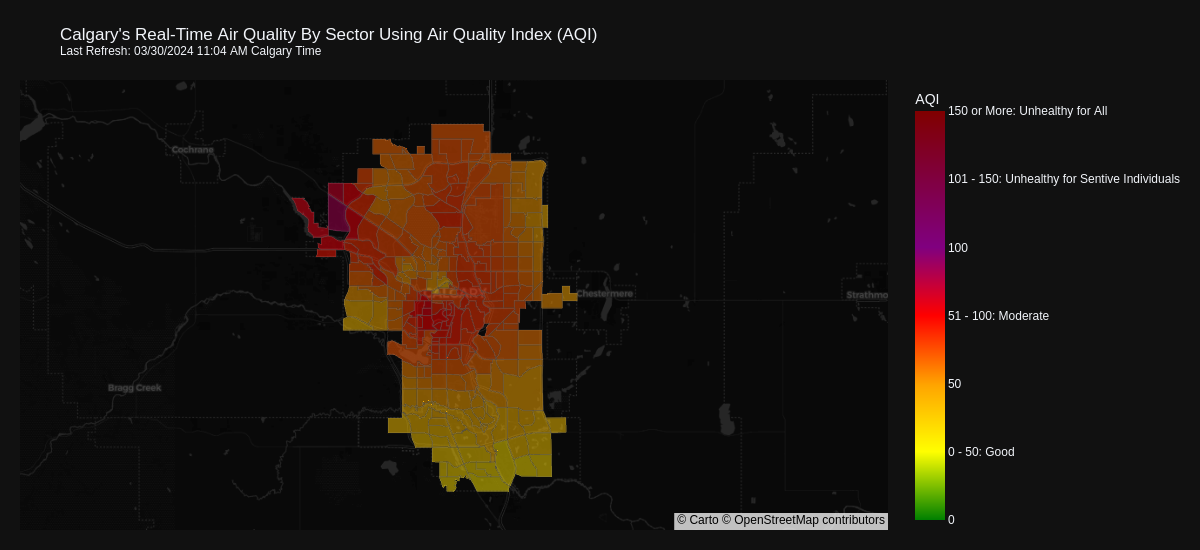 Calgary's Real-Time Air Quality By Sector Using Air Quality Index (AQI)
Last Refresh: 03/30/2024 11:04 AM Calgary Time
AQI
150 or More: Unhealthy for All
Cochrane
101 - 150: Unhealthy for Sentive Individuals
100
CALGARY
Chestermere
Strathmo
51 - 100: Moderate
Bragg Creek
50
0 - 50: Good
0
© Carto © OpenStreetMap contributors